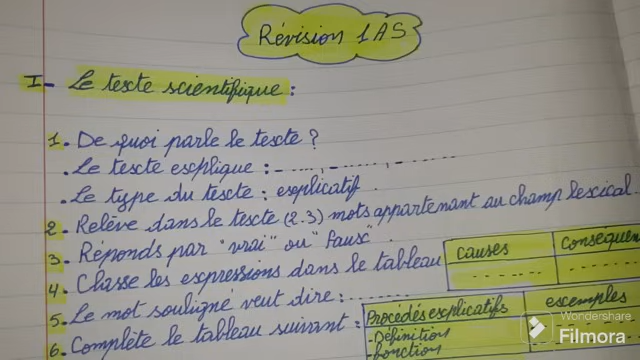 Révision 1AS
I- Le texte scientifique :
1. De quoi parle le texte ?
. Le texte explique : ......, ......
. Le type du texte : explicatif.
2. Relève dans le texte (2.3) mots appartenant au champ lexical
3. Réponds par "vrai" ou "faux".
4. Classe les expressions dans le tableau
causes conséquen
5. Le mot souligné veut dire : ......
6. Complète le tableau suivant :
Procédés explicatifs exemples
- Définition
- Fonction
Wondershare
Filmora